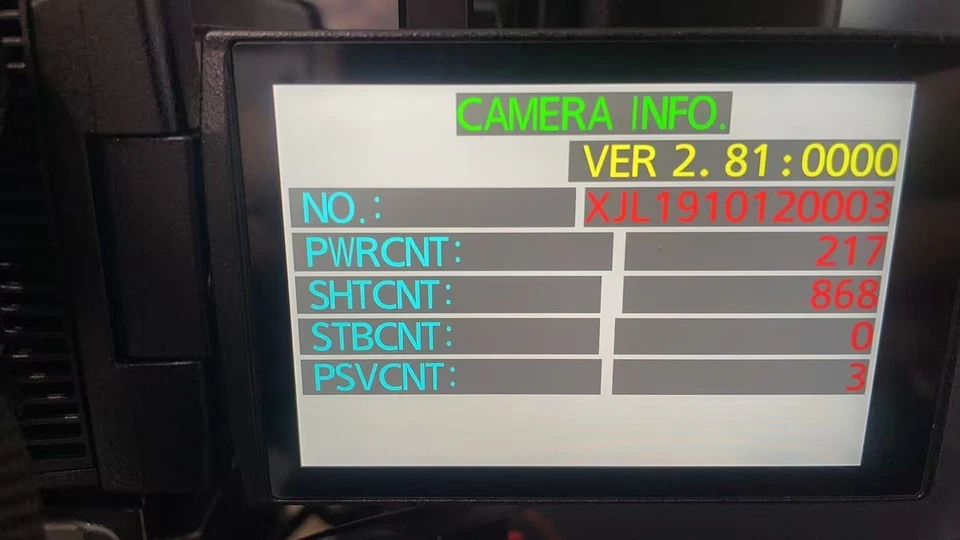 CAMERA INFO.
VER 2. 81:0000
NO.: XJL1910120003
PWRCNT: 217
SHTCNT: 868
STBCNT: 0
PSVCNT: 3